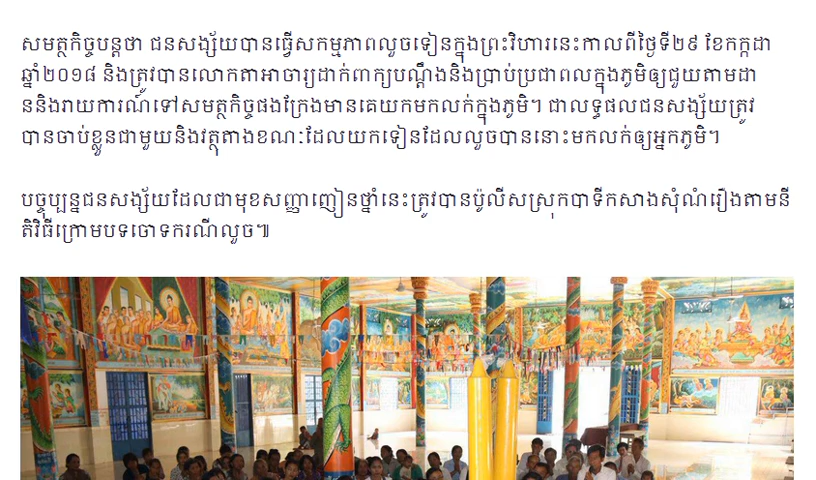 សមត្ថកិច្ចបន្តថា ជនសង្ស័យបានធ្វើសកម្មភាពលួចទៀនក្នុងព្រះវិហារនេះកាលពីថ្ងៃទី២៩ ខែកក្កដា
ឆ្នាំ២០១៨ និងត្រូវបានលោកតាអាចារ្យដាក់ពាក្យបណ្ដឹងនិងប្រាប់ប្រជាពលក្នុងភូមិឲ្យជួយតាមដា
ននិងរាយការណ៍ទៅសមត្ថកិច្ចផងក្រែងមានគេយកមកលក់ក្នុងភូមិ។ ជាលទ្ធផលជនសង្ស័យត្រូវ
បានចាប់ខ្លួនជាមួយនិងវត្ថុតាងខណៈដែលយកទៀនដែលលួចបាននោះមកលក់ឲ្យអ្នកភូមិ។
បច្ចុប្បន្នជនសង្ស័យដែលជាមុខសញ្ញាញៀនថ្នាំនេះត្រូវបានប៉ូលីសស្រុកបាទីកសាងសុំណំរឿងតាមនី
តិវិធីក្រោមបទចោទករណីលួច៕